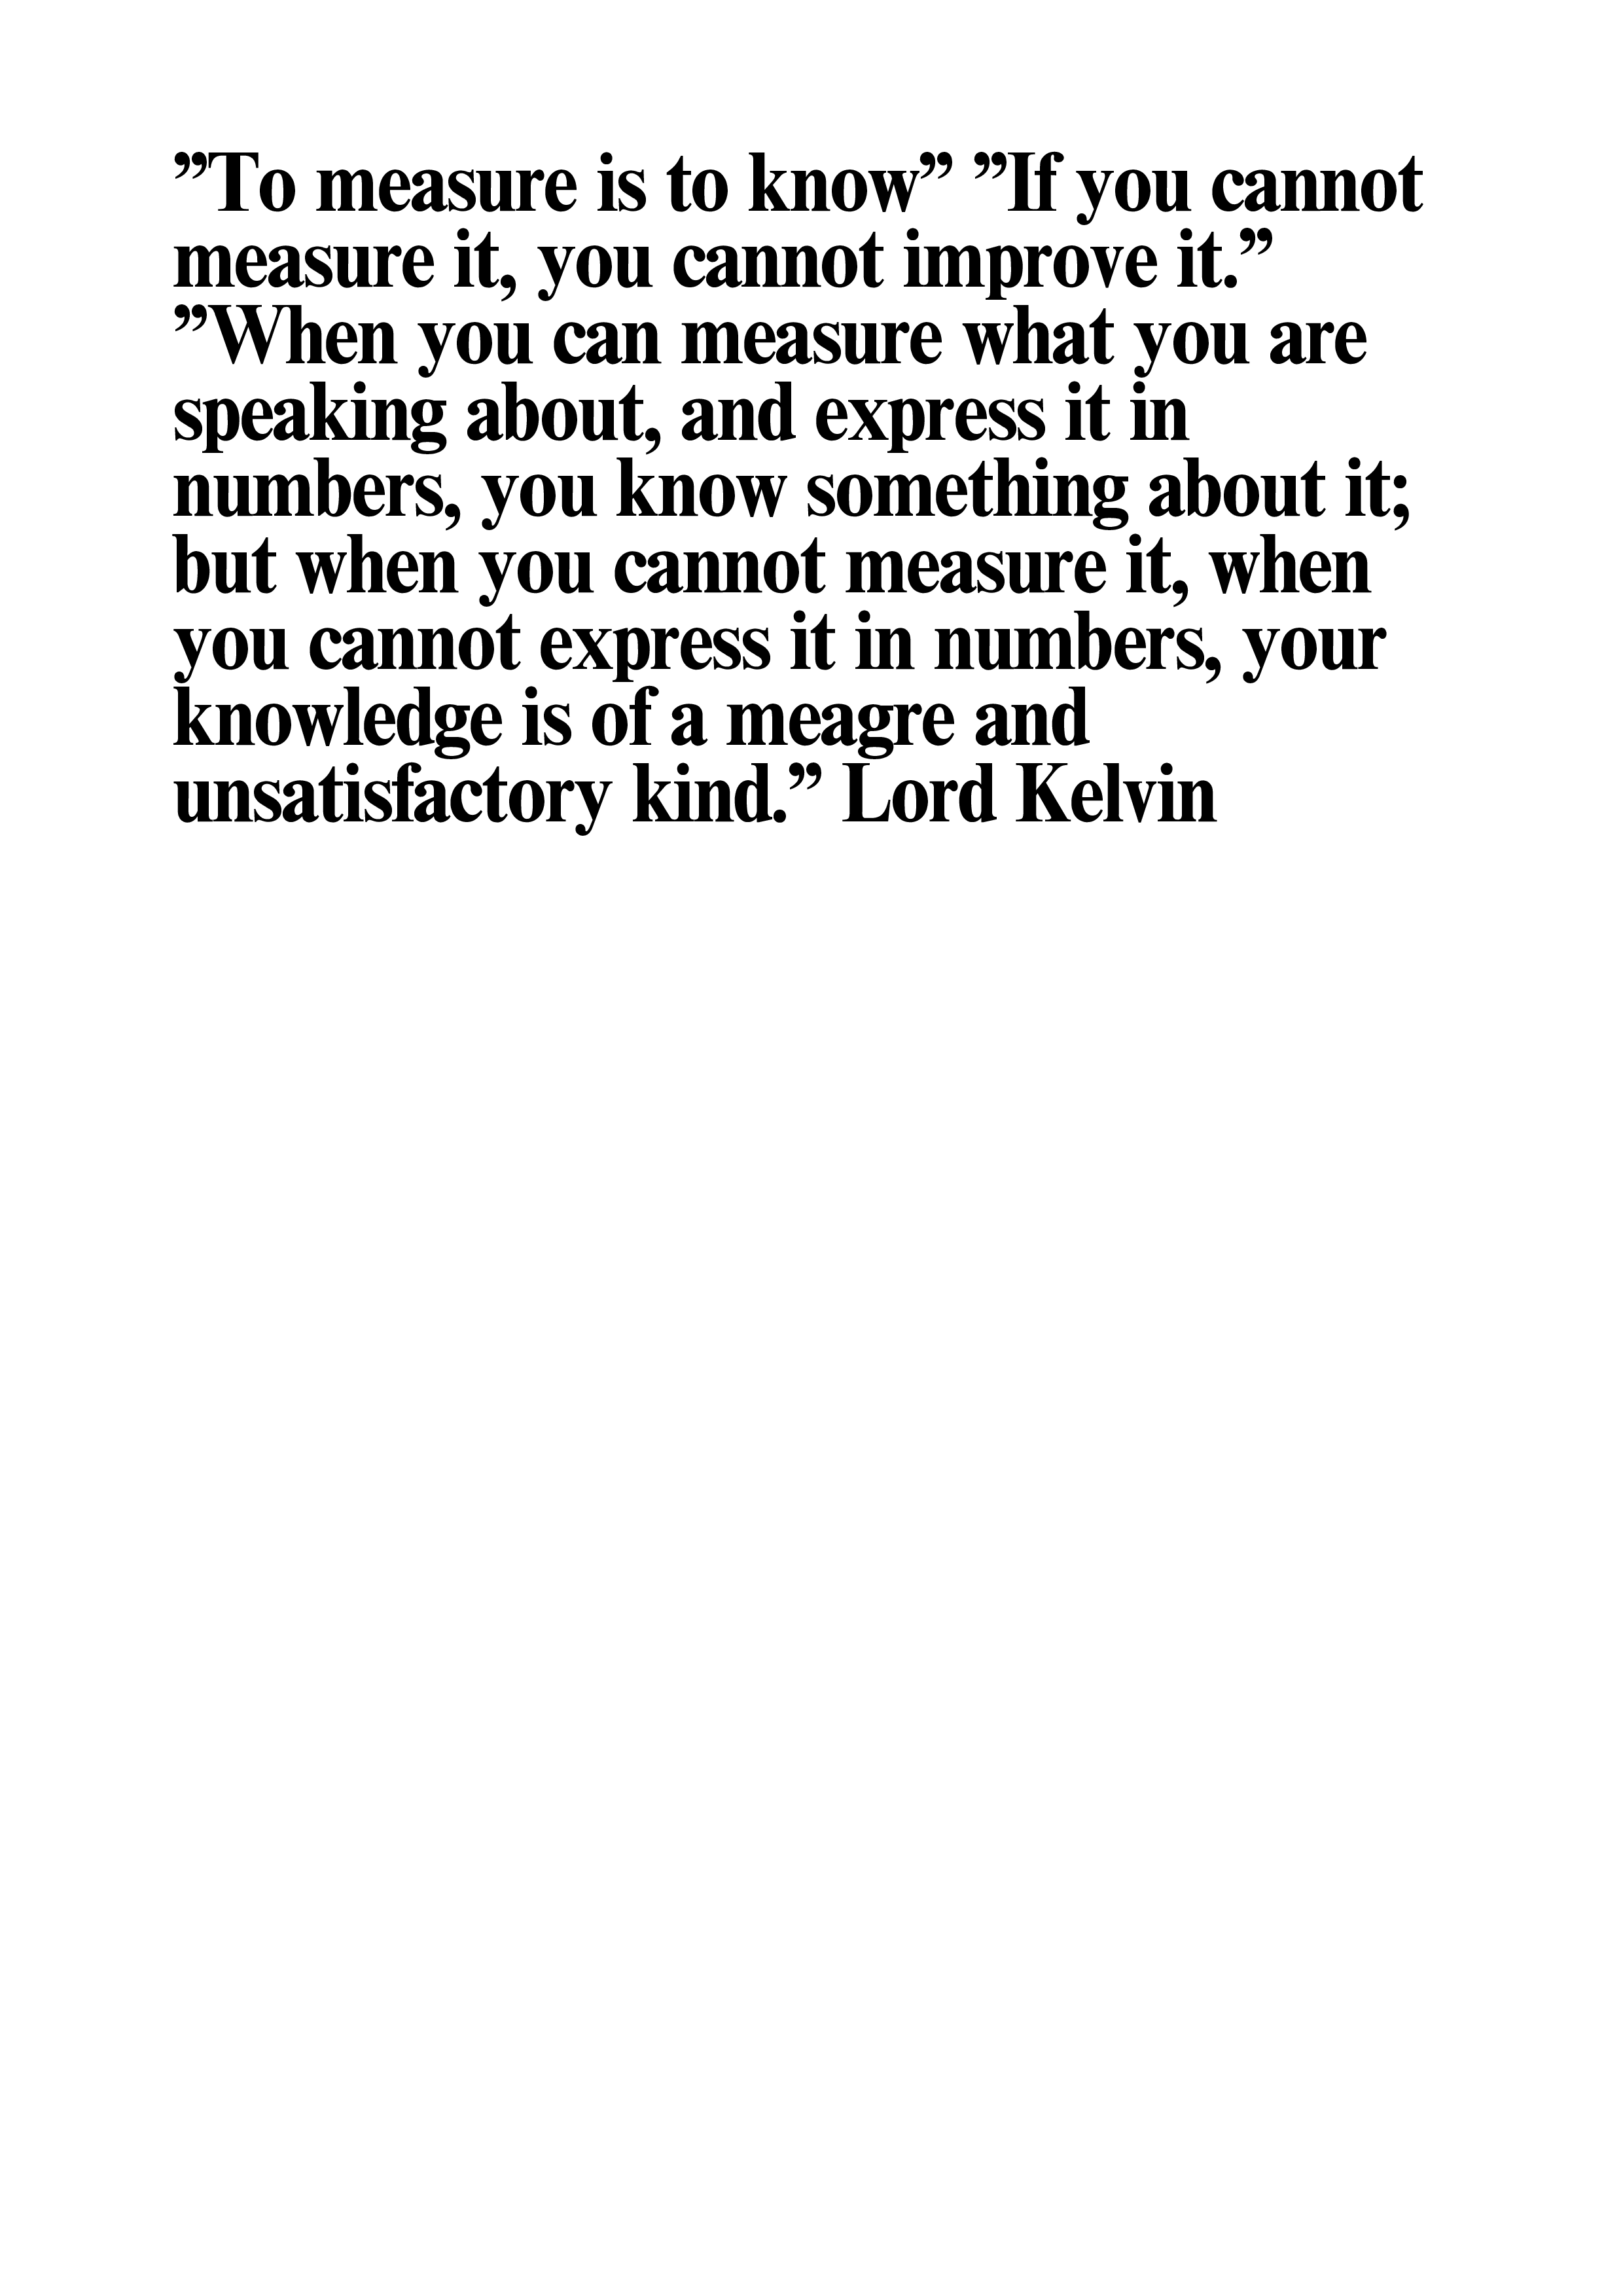 ”To measure is to know” ”If you cannot
measure it, you cannot improve it.”
”When you can measure what you are
speaking about, and express it in
numbers, you know something about it;
but when you cannot measure it, when
you cannot express it in numbers, your
knowledge is of a meagre and
unsatisfactory kind.” Lord Kelvin